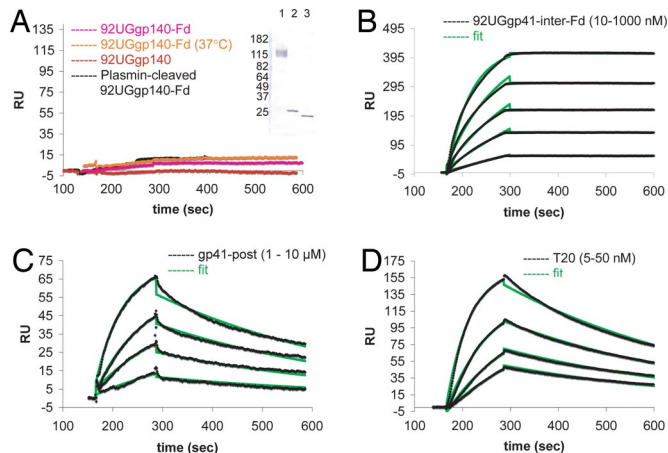 A
135
115
95
75
55
35
15
-5
RU
100 200 300 400 500 600
time (sec)
92UGgp140-Fd
92UGgp140-Fd (37°C)
92UGgp140
Plasmin-cleaved
92UGgp140-Fd
1 2 3
182
115
82
64
49
37
25
B
495
395
295
195
95
-5
RU
100 200 300 400 500 600
time (sec)
92UGgp41-inter-Fd (10-1000 nM)
fit
C
75
65
55
45
35
25
15
5
-5
RU
100 200 300 400 500 600
time (sec)
gp41-post (1 - 10 µM)
fit
D
175
155
135
115
95
75
55
35
15
-5
RU
100 200 300 400 500 600
time (sec)
T20 (5-50 nM)
fit